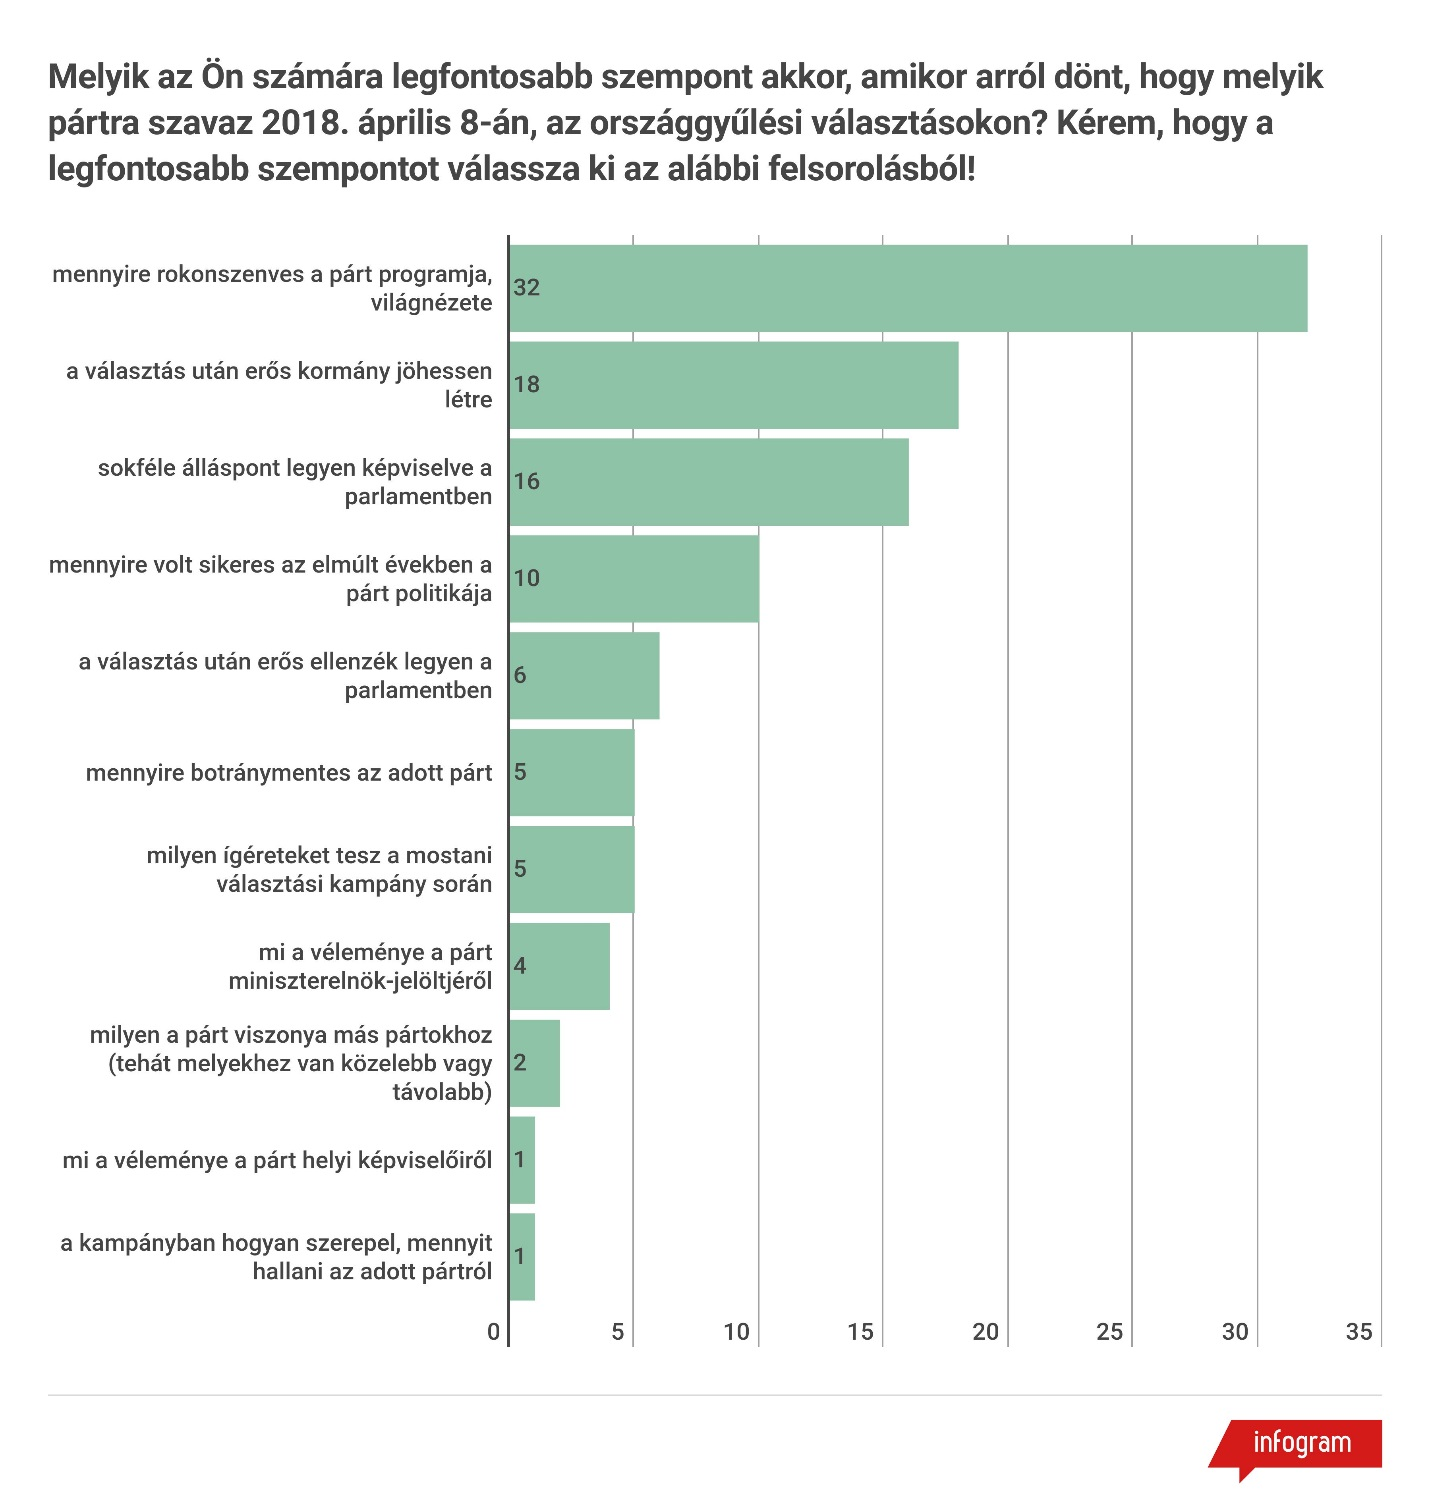 Melyik az Ön számára legfontosabb szempont akkor, amikor arról dönt, hogy melyik
pártra szavaz 2018. április 8-án, az országgyűlési választásokon? Kérem, hogy a
legfontosabb szempontot válassza ki az alábbi felsorolásból!
mennyire rokonszenves a párt programja,
világnézete
32
a választás után erős kormány jöhessen
létre
18
sokféle álláspont legyen képviselve a
parlamentben
16
mennyire volt sikeres az elmúlt években a
párt politikája
10
a választás után erős ellenzék legyen a
parlamentben
6
mennyire botránymentes az adott párt
5
milyen ígéreteket tesz a mostani
választási kampány során
5
mi a véleménye a párt
miniszterelnök-jelöltjéről
4
milyen a párt viszonya más pártokhoz
(tehát melyekhez van közelebb vagy
távolabb)
2
mi a véleménye a párt helyi képviselőiről
1
a kampányban hogyan szerepel, mennyit
hallani az adott pártról
1
0 5 10 15 20 25 30 35
infogram